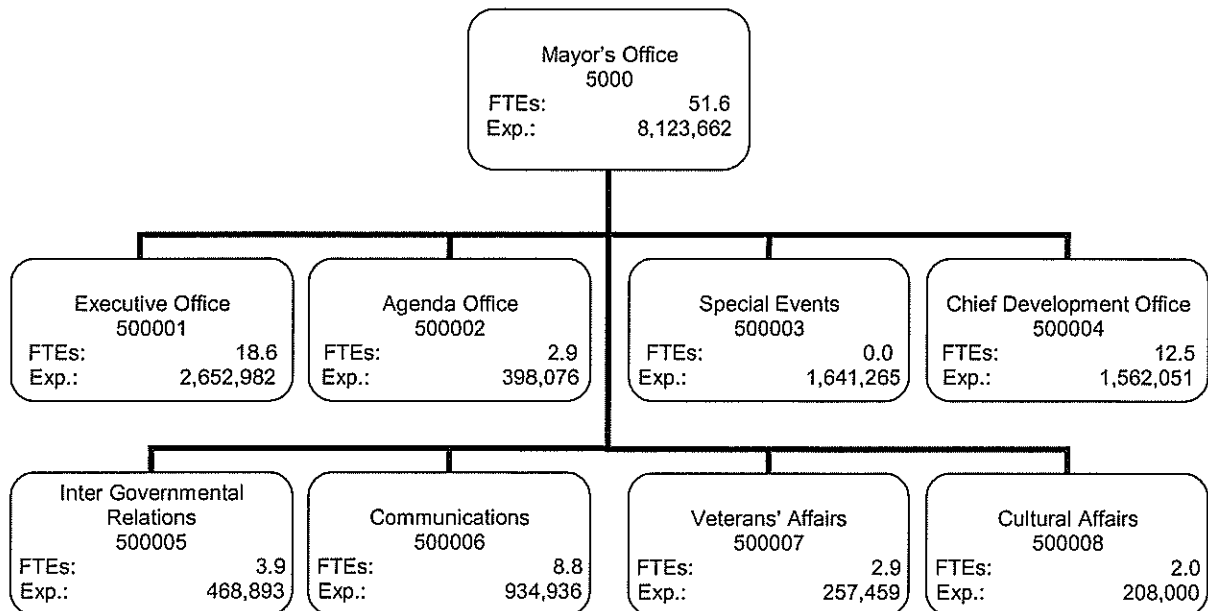 Mayor's Office
5000
FTEs: 51.6
Exp.: 8,123,662
Executive Office
500001
FTEs: 18.6
Exp.: 2,652,982
Agenda Office
500002
FTEs: 2.9
Exp.: 398,076
Special Events
500003
FTEs: 0.0
Exp.: 1,641,265
Chief Development Office
500004
FTEs: 12.5
Exp.: 1,562,051
Inter Governmental
Relations
500005
FTEs: 3.9
Exp.: 468,893
Communications
500006
FTEs: 8.8
Exp.: 934,936
Veterans' Affairs
500007
FTEs: 2.9
Exp.: 257,459
Cultural Affairs
500008
FTEs: 2.0
Exp.: 208,000